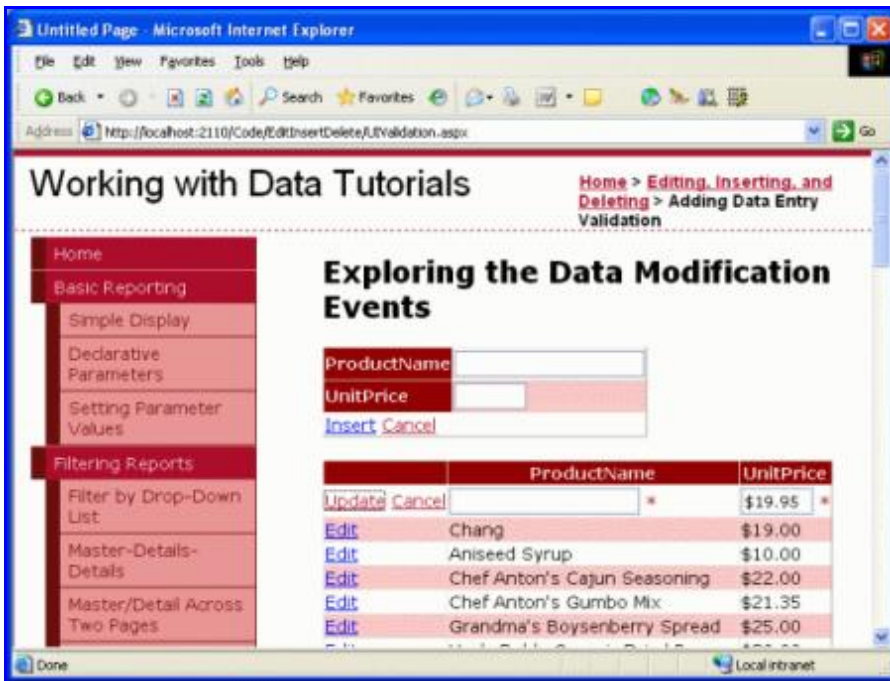 Untitled Page - Microsoft Internet Explorer
File Edit View Favorites Tools Help
Back Search Favorites
Address http://localhost:2110/Code/EditInsertDelete/UIValidation.aspx Go
Working with Data Tutorials
Home > Editing, Inserting, and
Deleting > Adding Data Entry
Validation
Home
Basic Reporting
Simple Display
Declarative
Parameters
Setting Parameter
Values
Filtering Reports
Filter by Drop-Down
List
Master-Details-
Details
Master/Detail Across
Two Pages
Exploring the Data Modification
Events
ProductName
UnitPrice
Insert Cancel
ProductName UnitPrice
Update Cancel * $19.95 *
Edit Chang $19.00
Edit Aniseed Syrup $10.00
Edit Chef Anton's Cajun Seasoning $22.00
Edit Chef Anton's Gumbo Mix $21.35
Edit Grandma's Boysenberry Spread $25.00
Done Local intranet